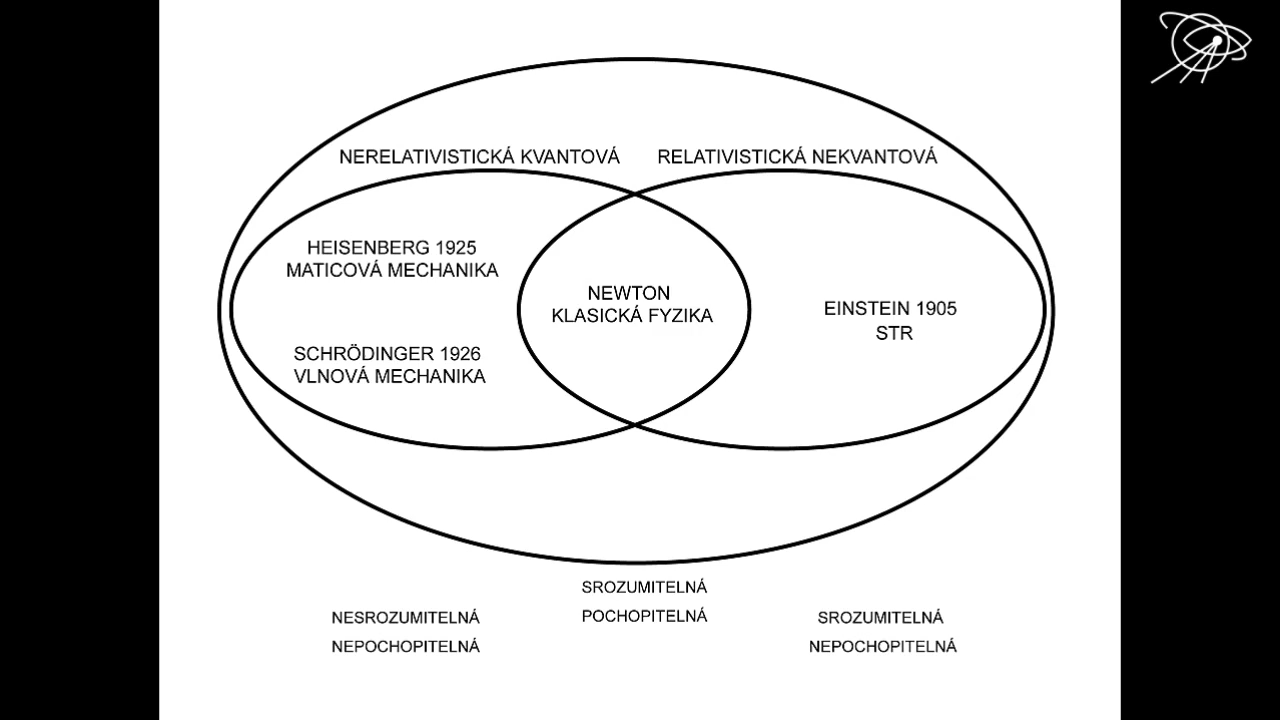 NERELATIVISTICKÁ KVANTOVÁ
RELATIVISTICKÁ NEKVANTOVÁ
HEISENBERG 1925
MATICOVÁ MECHANIKA
SCHRÖDINGER 1926
VLNOVÁ MECHANIKA
NEWTON
KLASICKÁ FYZIKA
EINSTEIN 1905
STR
NESROZUMITELNÁ
NEPOCHOPITELNÁ
SROZUMITELNÁ
POCHOPITELNÁ
SROZUMITELNÁ
NEPOCHOPITELNÁ